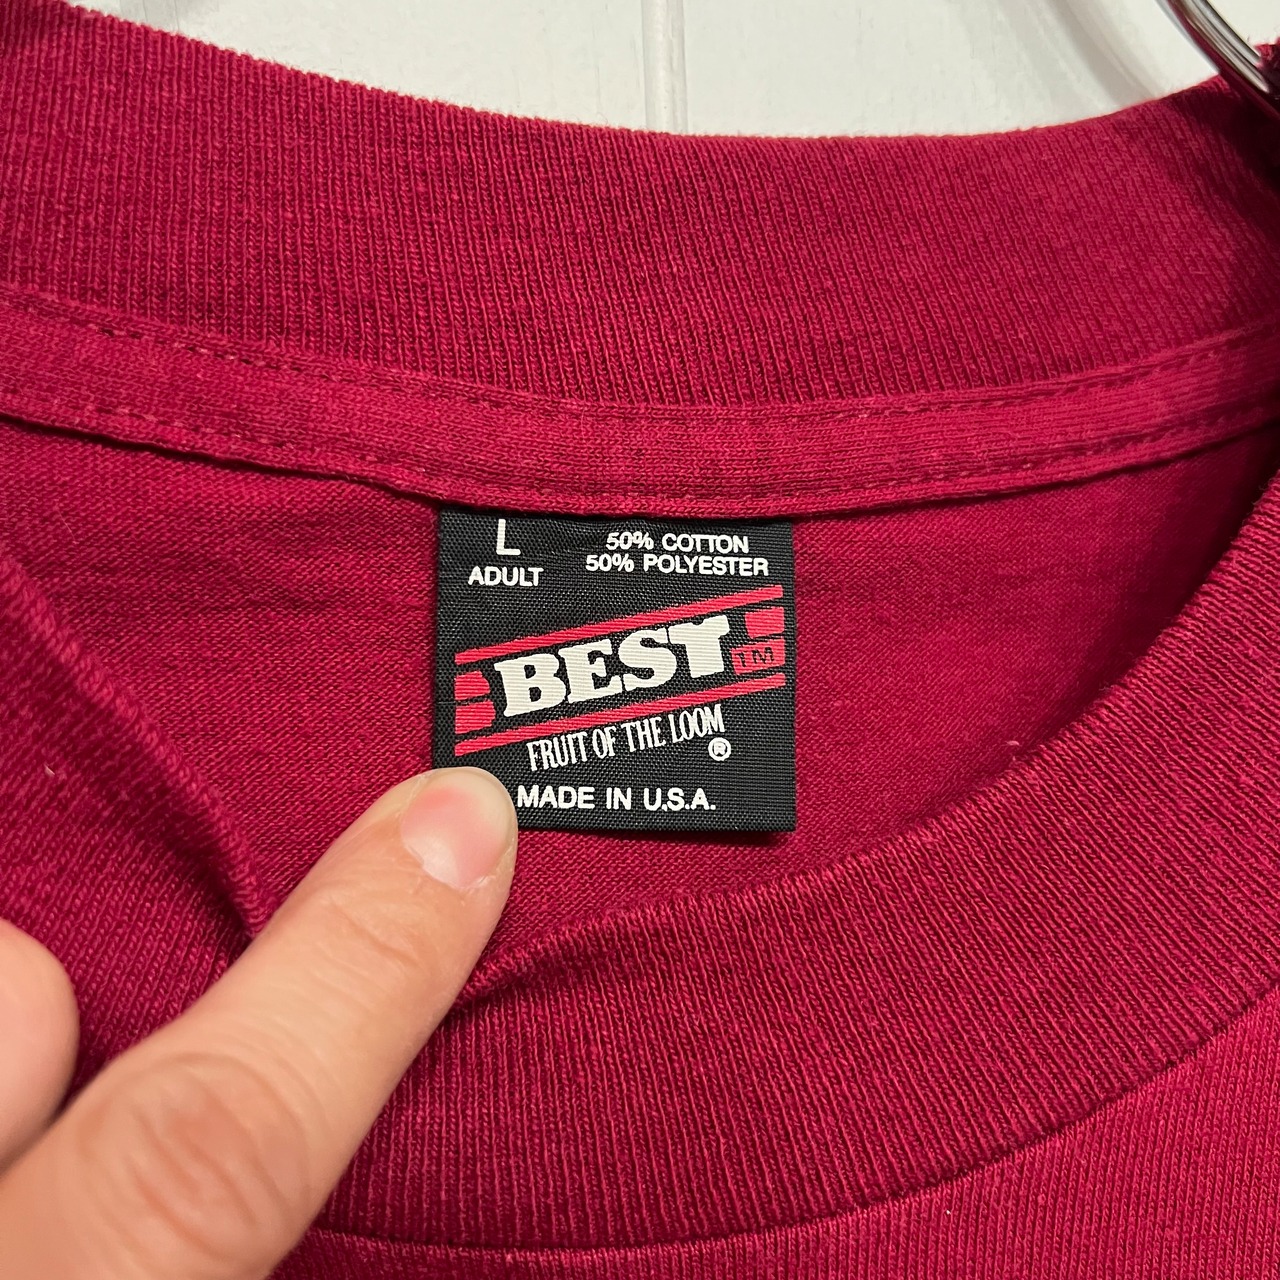 L
ADULT
50% COTTON
50% POLYESTER
BEST TM
FRUIT OF THE LOOM
®
MADE IN U.S.A.